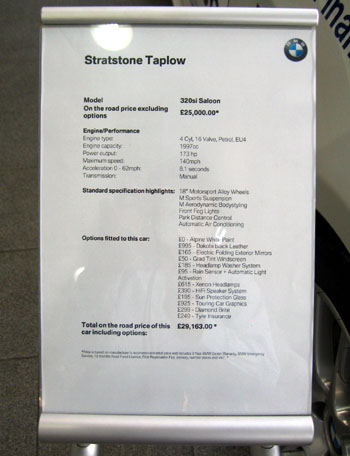 Stratstone Taplow
BMW
Model 320si Saloon
On the road price excluding options £25,000.00*
Engine/Performance
Engine type: 4 Cyl, 16 Valve, Petrol, EU4
Engine capacity: 1997cc
Power output: 173 hp
Maximum speed: 140mph
Acceleration 0 - 62mph: 8.1 seconds
Transmission: Manual
Standard specification highlights: 18" Motorsport Alloy Wheels
M Sports Suspension
M Aerodynamic Bodystyling
Front Fog Lights
Park Distance Control
Automatic Air Conditioning
Options fitted to this car: £0 - Alpine White Paint
£995 - Dakota black Leather
£165 - Electric Folding Exterior Mirrors
£50 - Grad Tint Windscreen
£185 - Headlamp Washer System
£95 - Rain Sensor + Automatic Light
Activation
£615 - Xenon Headlamps
£390 - HiFi Speaker System
£195 - Sun Protection Glass
£925 - Touring Car Graphics
£299 - Diamond Brite
£249 - Tyre Insurance
Total on the road price of this car including options: £29,163.00 *